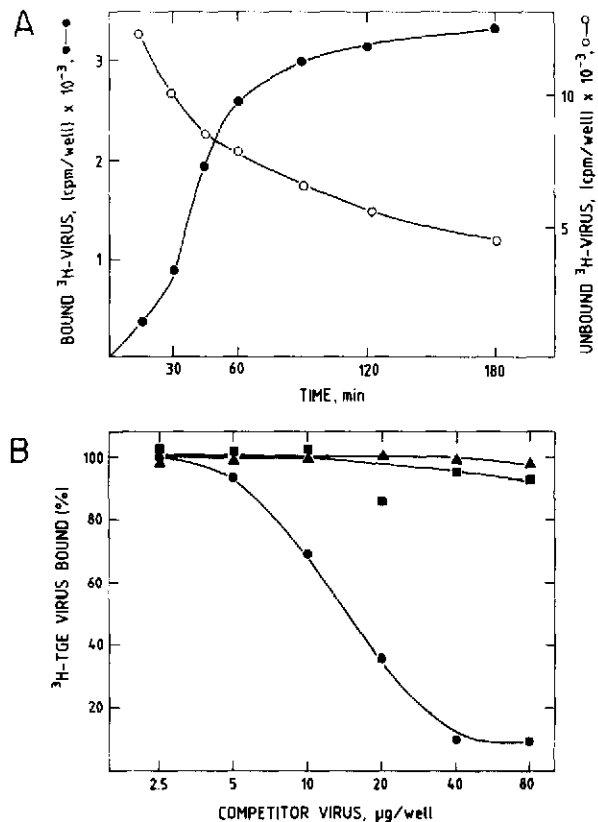 A
BOUND ³H-VIRUS, (cpm/well) x 10⁻³, ●—●
3
2
1
UNBOUND ³H-VIRUS, (cpm/well) x 10⁻³, ○—○
10
5
30 60 120 180
TIME, min
B
³H-TGE VIRUS BOUND (%)
100
80
60
40
20
2.5 5 10 20 40 80
COMPETITOR VIRUS, µg/well